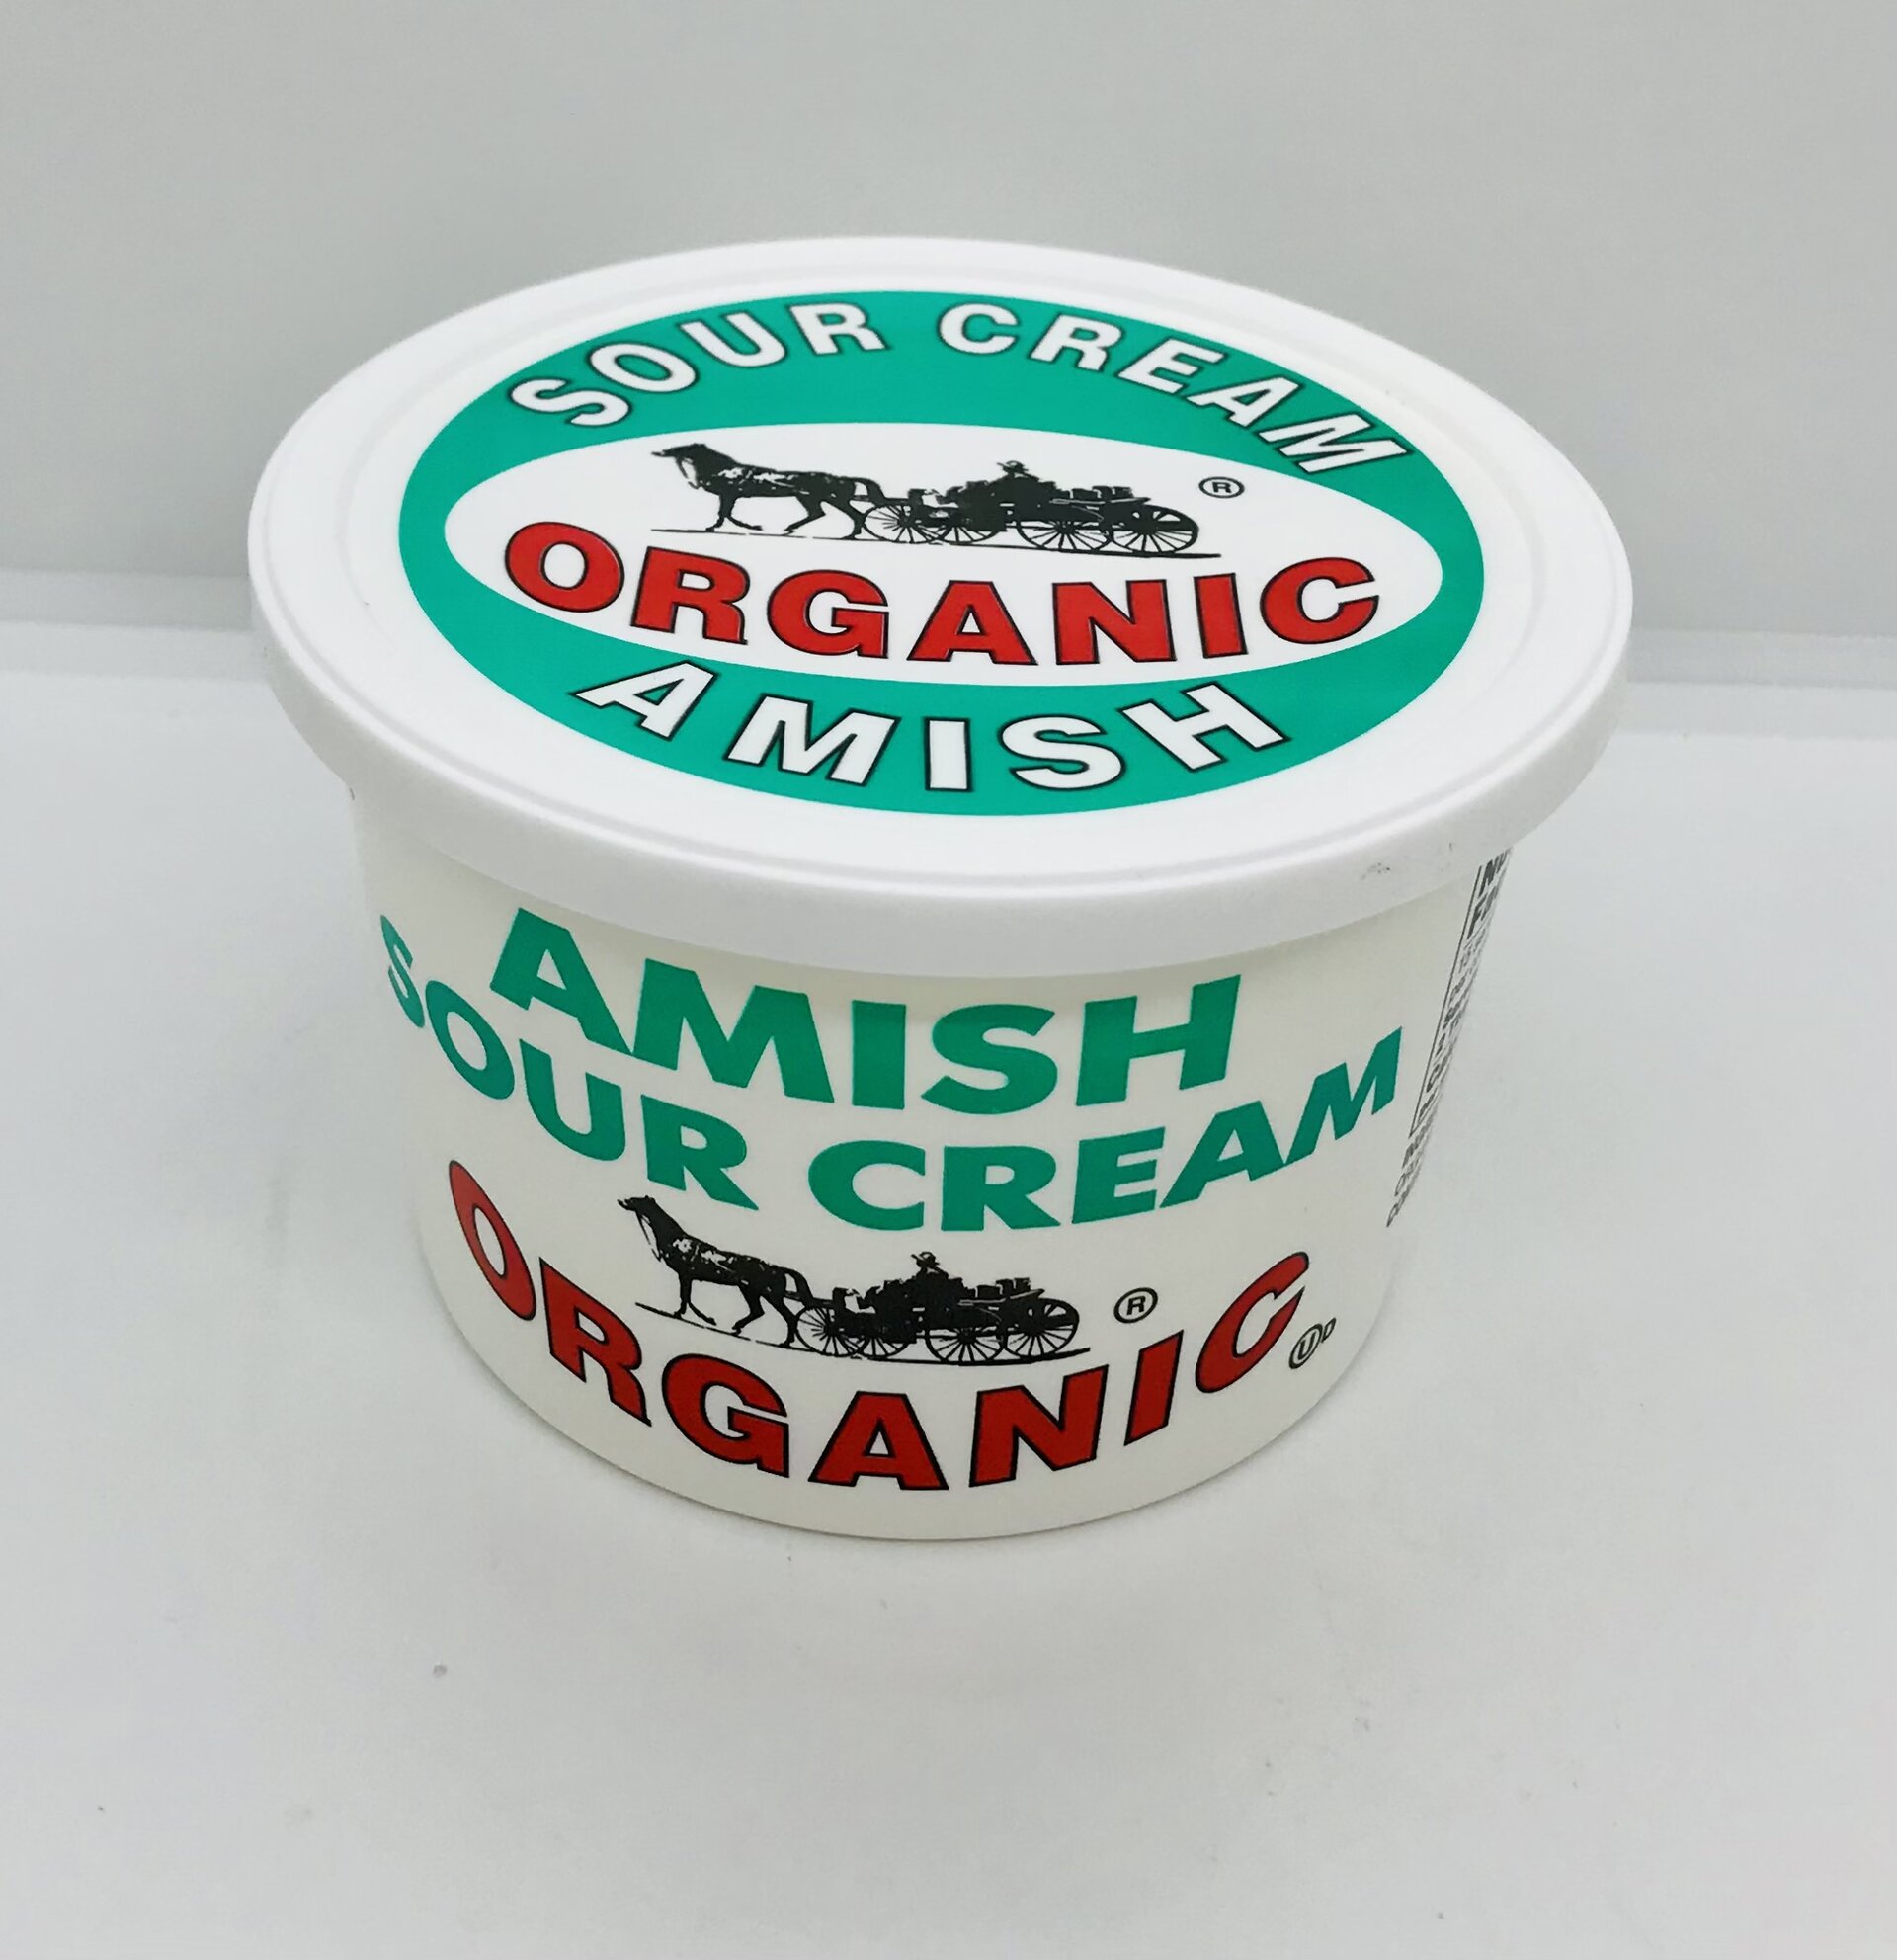 SOUR CREAM
®
ORGANIC
AMISH
AMISH
SOUR CREAM
®
ORGANIC
Ⓤ D